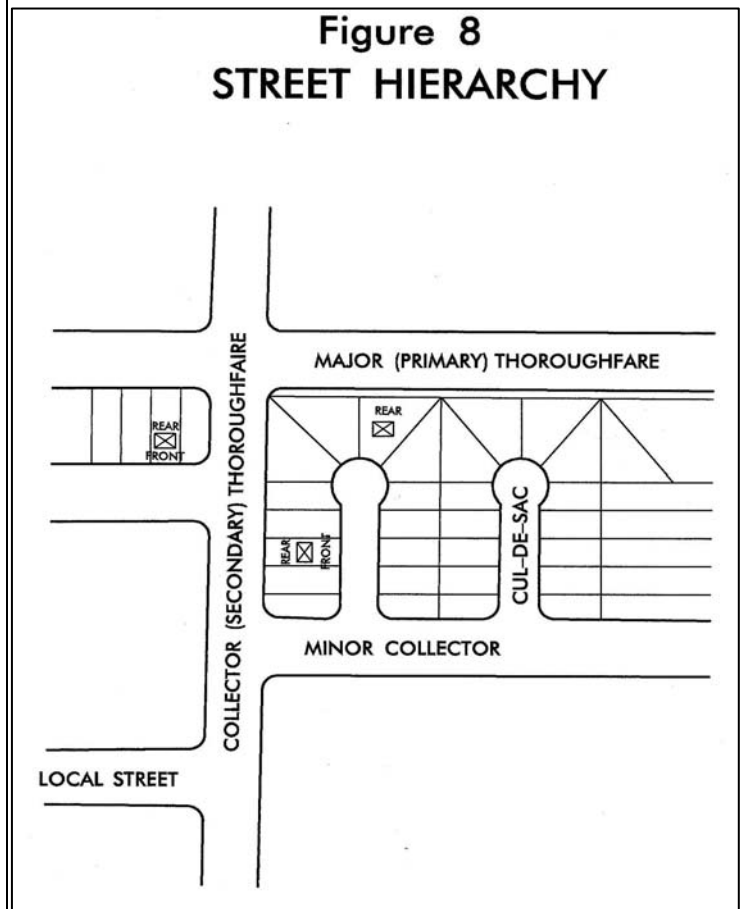 Figure 8
STREET HIERARCHY
MAJOR (PRIMARY) THOROUGHFARE
COLLECTOR (SECONDARY) THOROUGHFAIRE
REAR
FRONT
REAR
REAR
FRONT
CUL-DE-SAC
MINOR COLLECTOR
LOCAL STREET